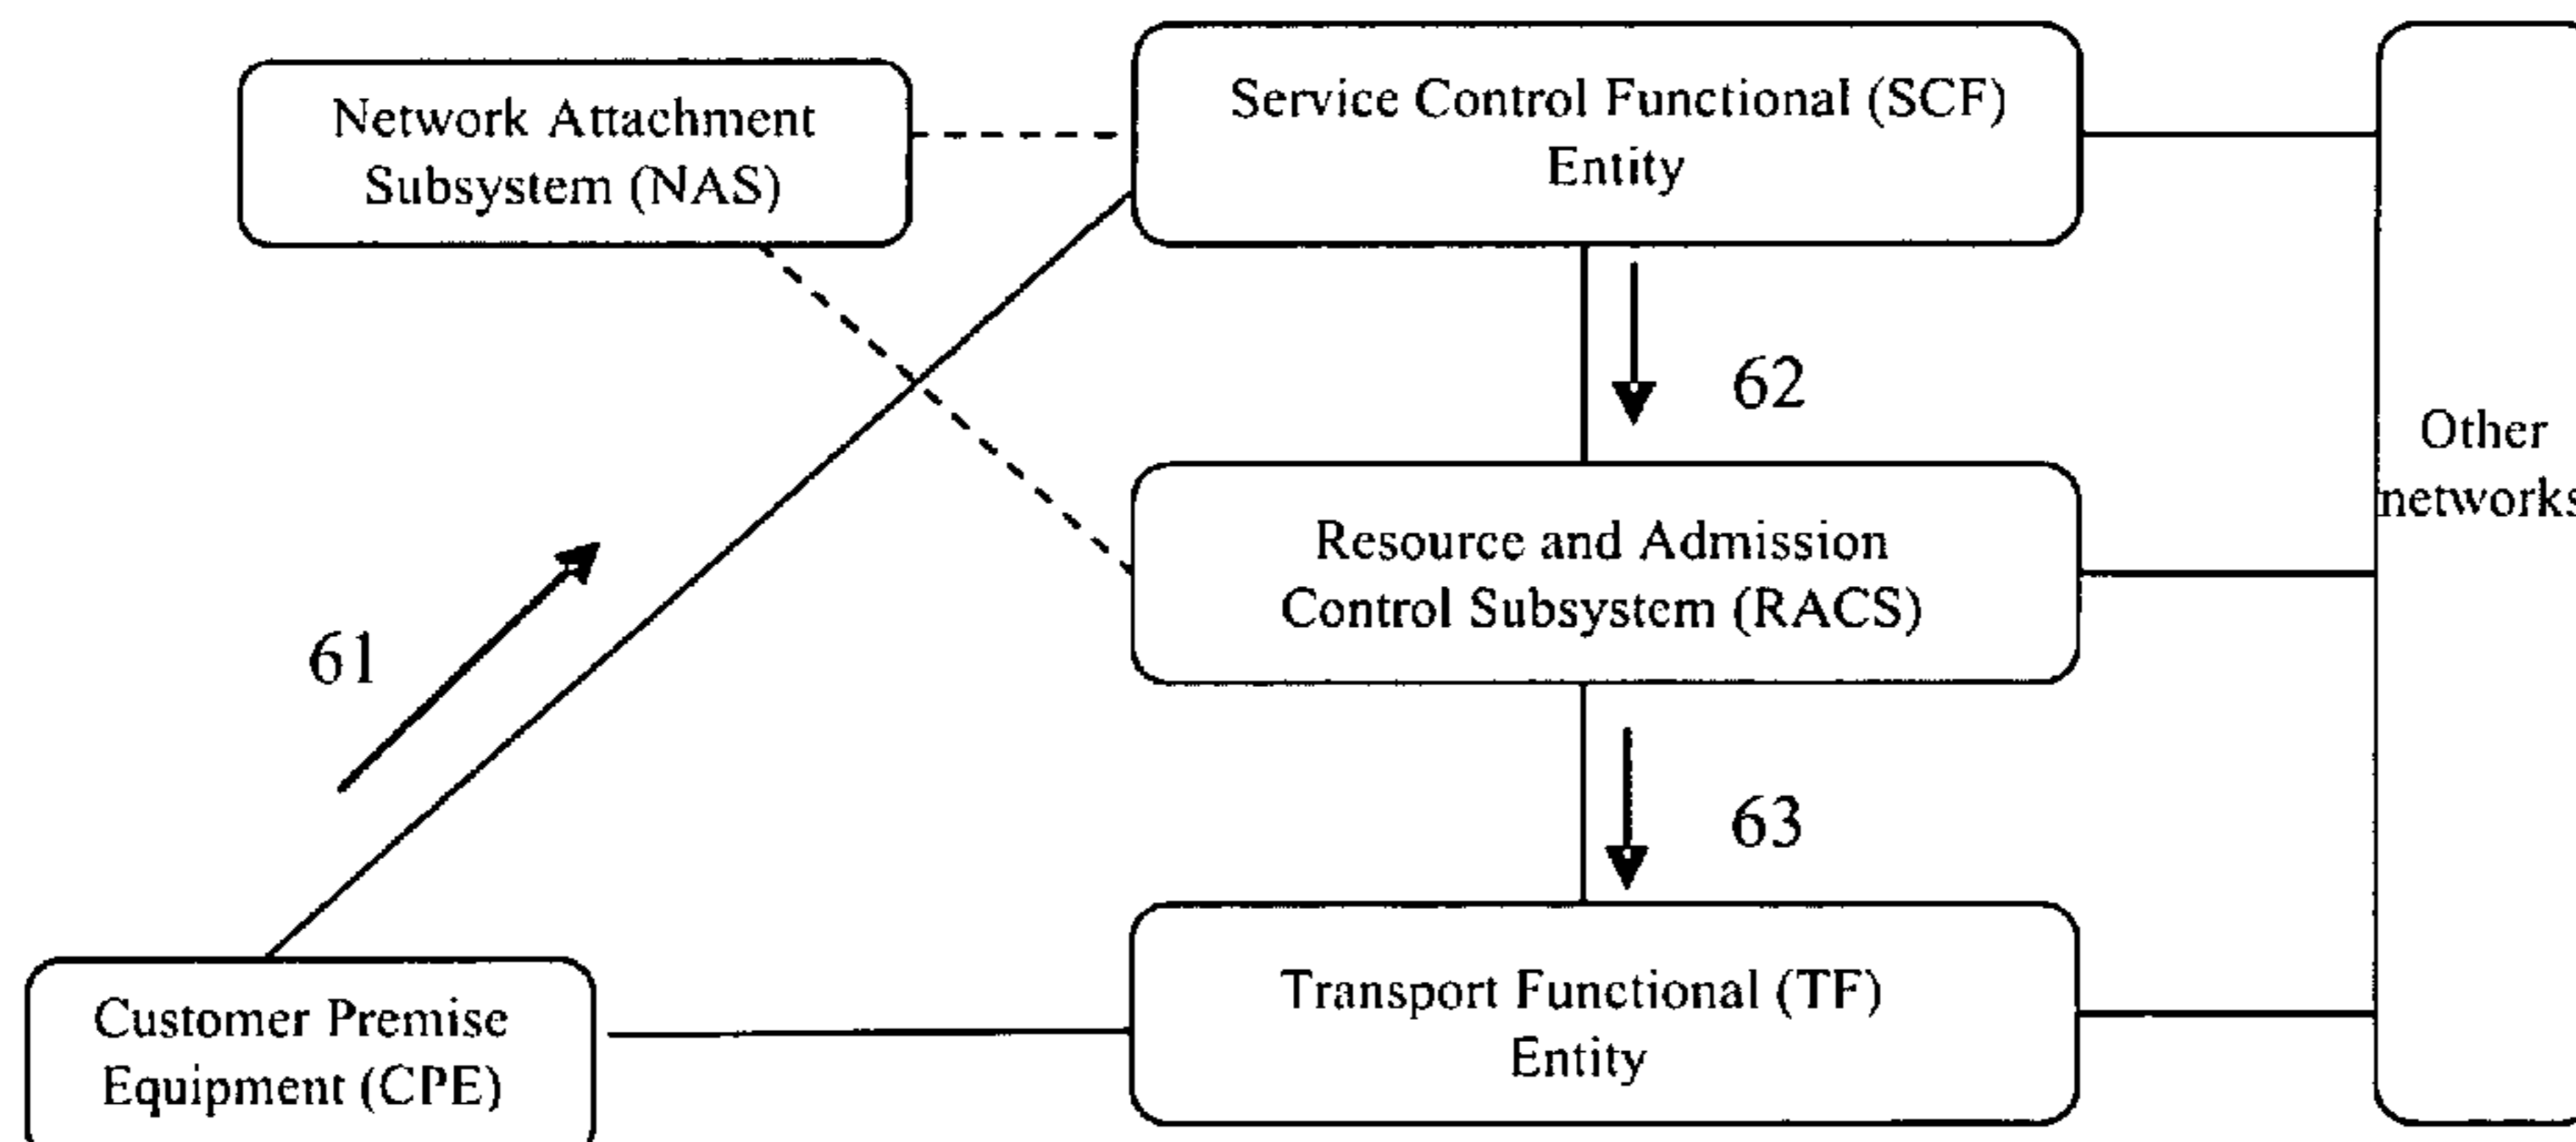 Network Attachment
Subsystem (NAS)
Service Control Functional (SCF)
Entity
62
Other
networks
Resource and Admission
Control Subsystem (RACS)
61
63
Customer Premise
Equipment (CPE)
Transport Functional (TF)
Entity